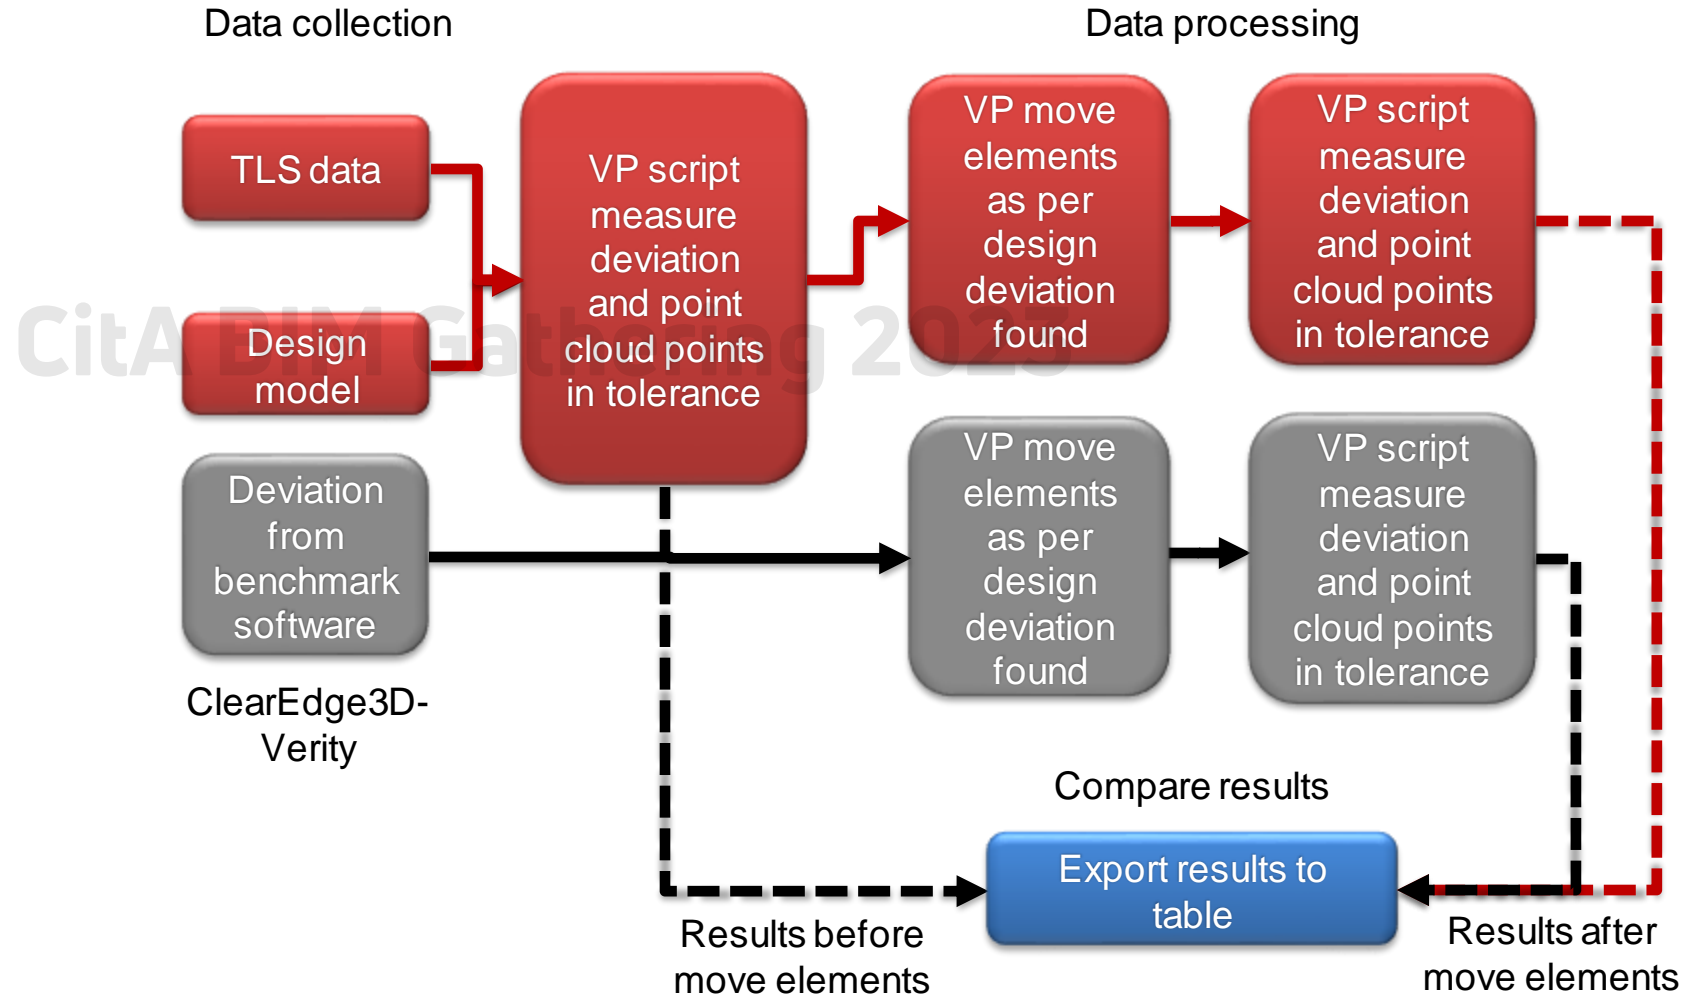 Data collection
Data processing
TLS data
Design
model
VP script
measure
deviation
and point
cloud points
in tolerance
VP move
elements
as per
design
deviation
found
VP script
measure
deviation
and point
cloud points
in tolerance
CitA BIM Gathering 2023
Deviation
from
benchmark
software
ClearEdge3D-
Verity
VP move
elements
as per
design
deviation
found
VP script
measure
deviation
and point
cloud points
in tolerance
Compare results
Export results to
table
Results before
move elements
Results after
move elements